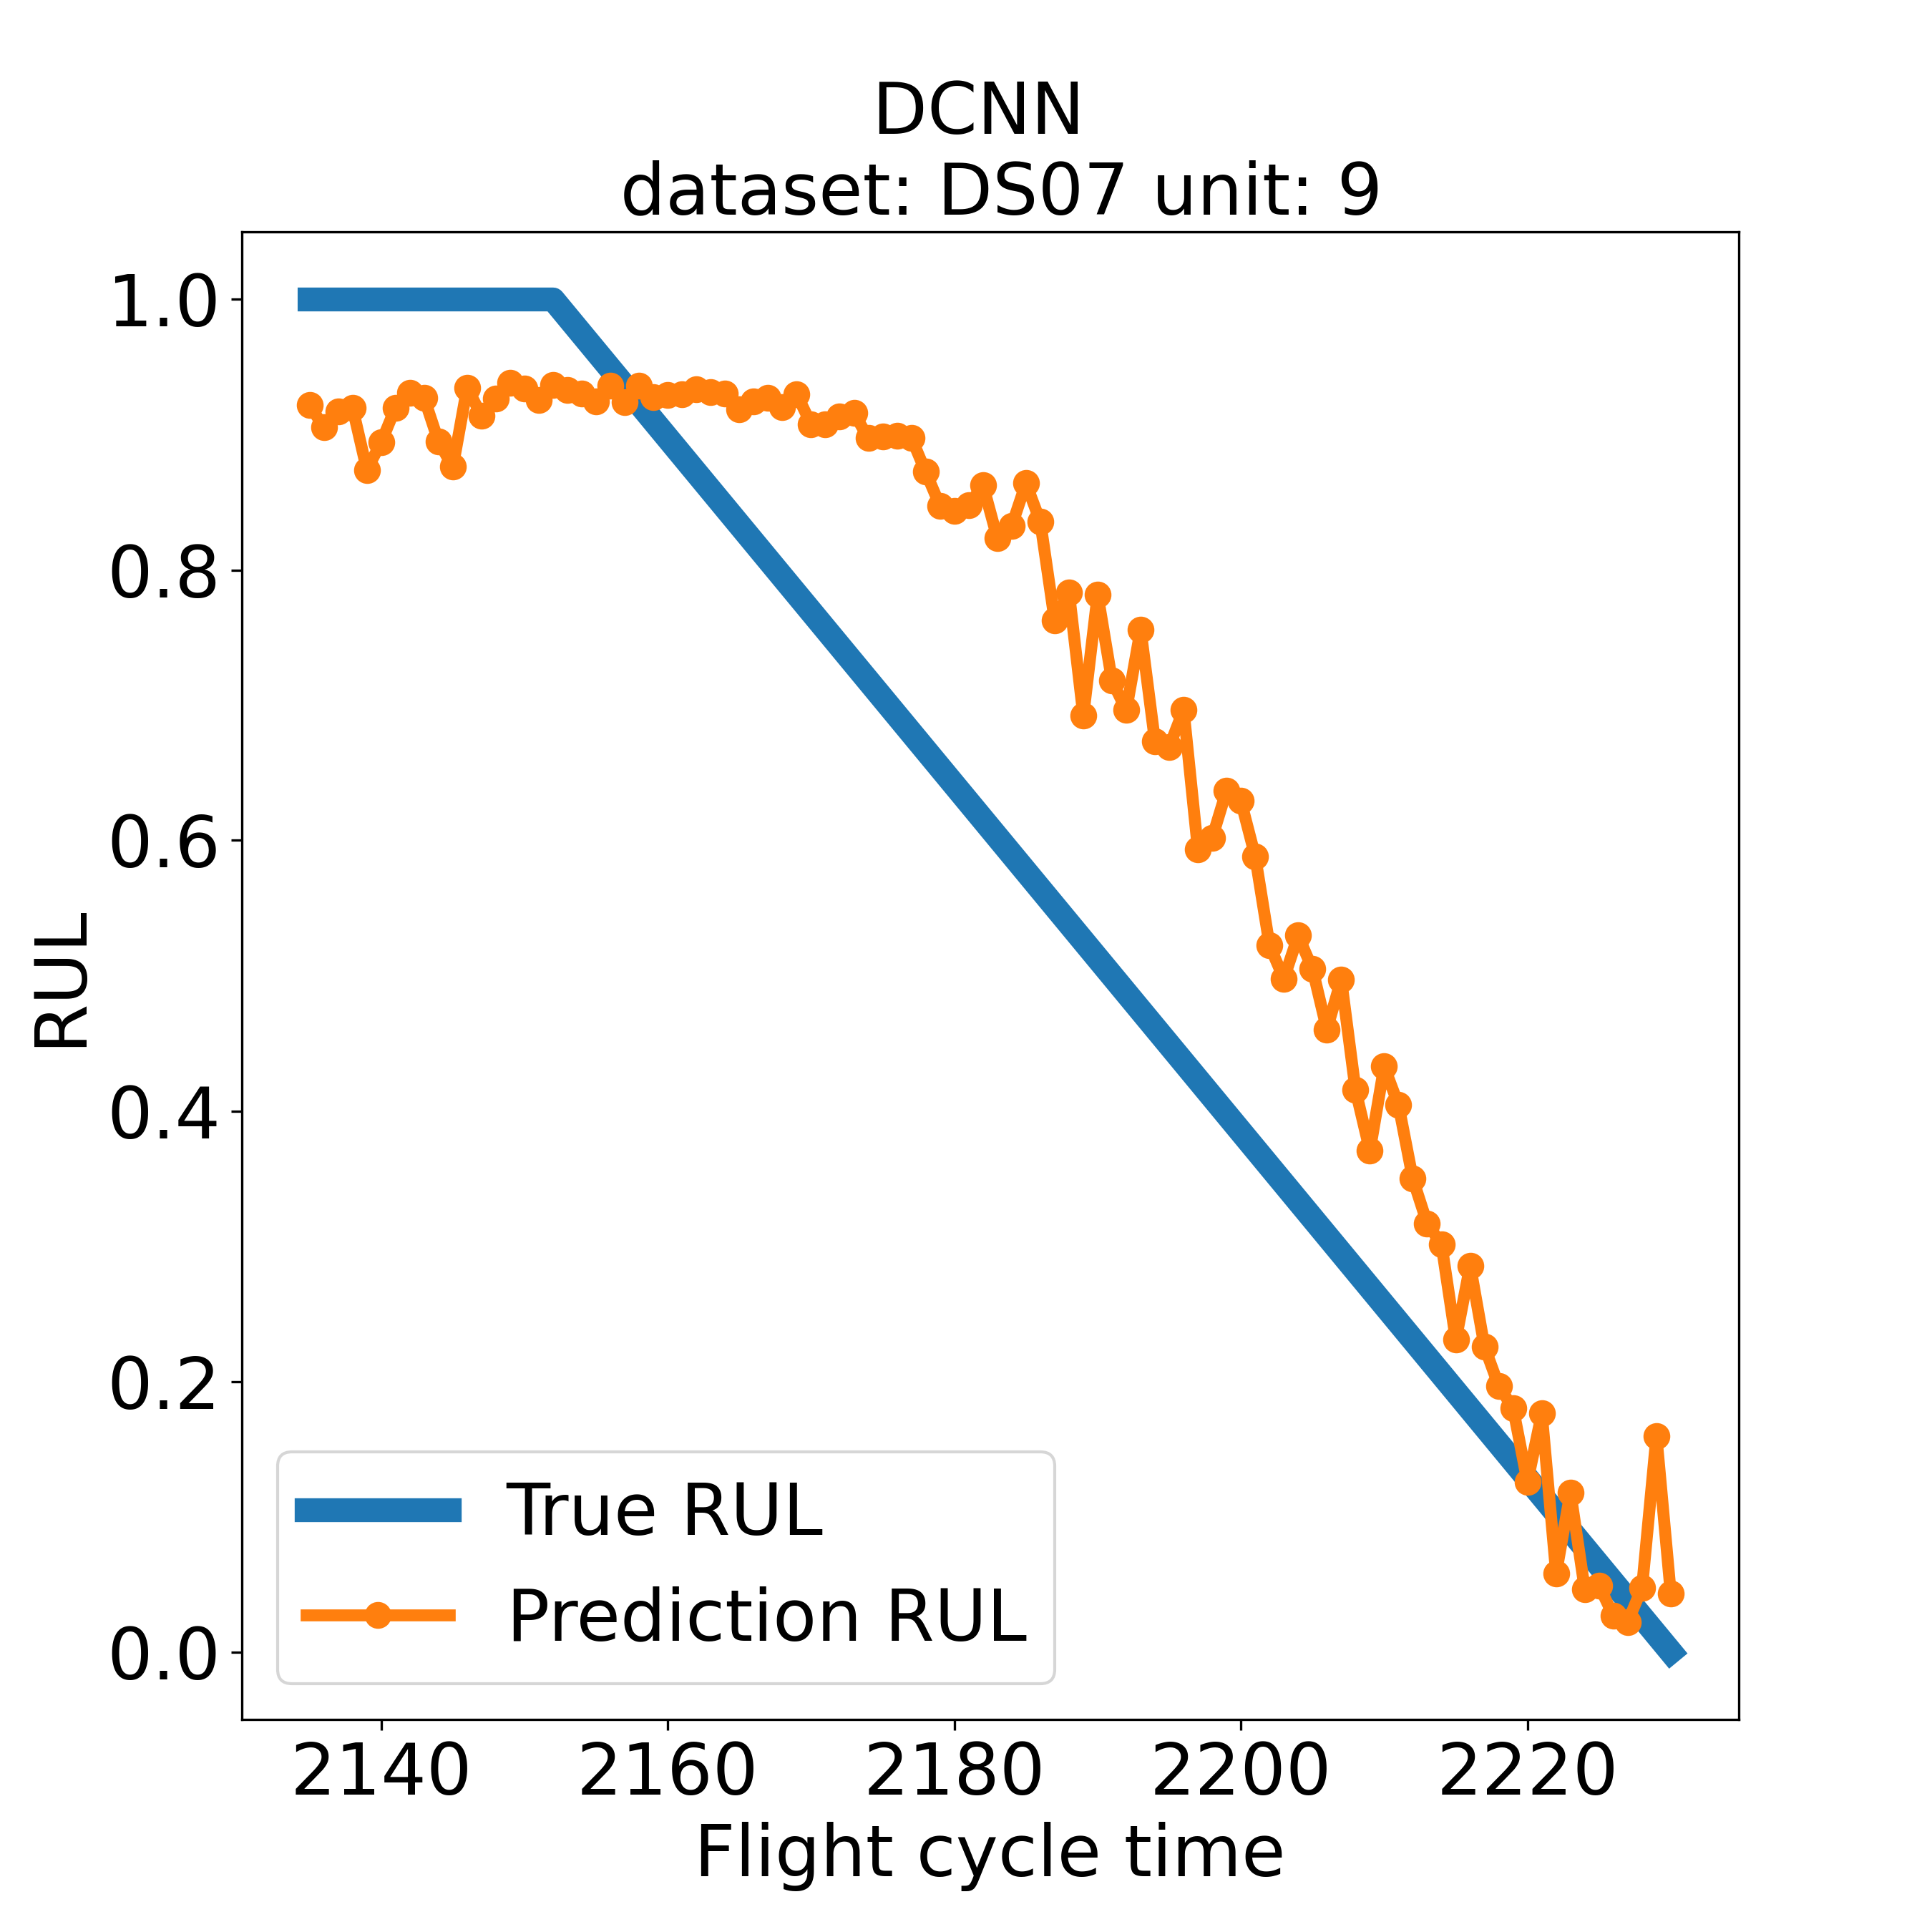 DCNN
dataset: DS07 unit: 9
1.0
0.8
0.6
0.4
0.2
0.0
RUL
True RUL
Prediction RUL
2140 2160 2180 2200 2220
Flight cycle time